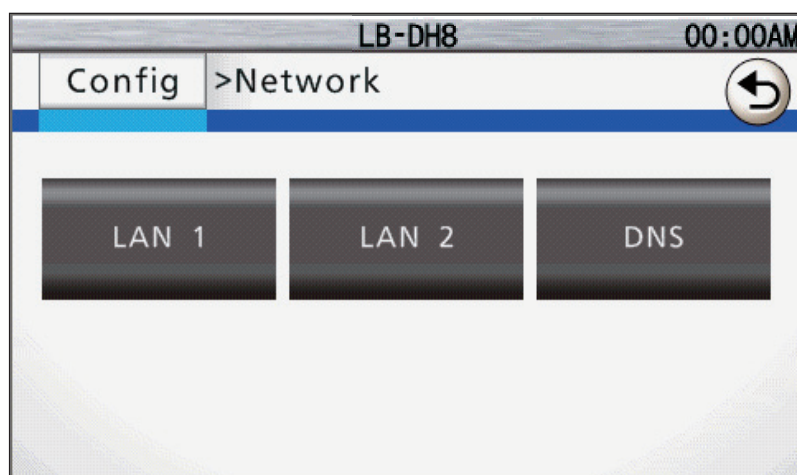 LB-DH8 00:00AM
Config >Network
LAN 1 LAN 2 DNS